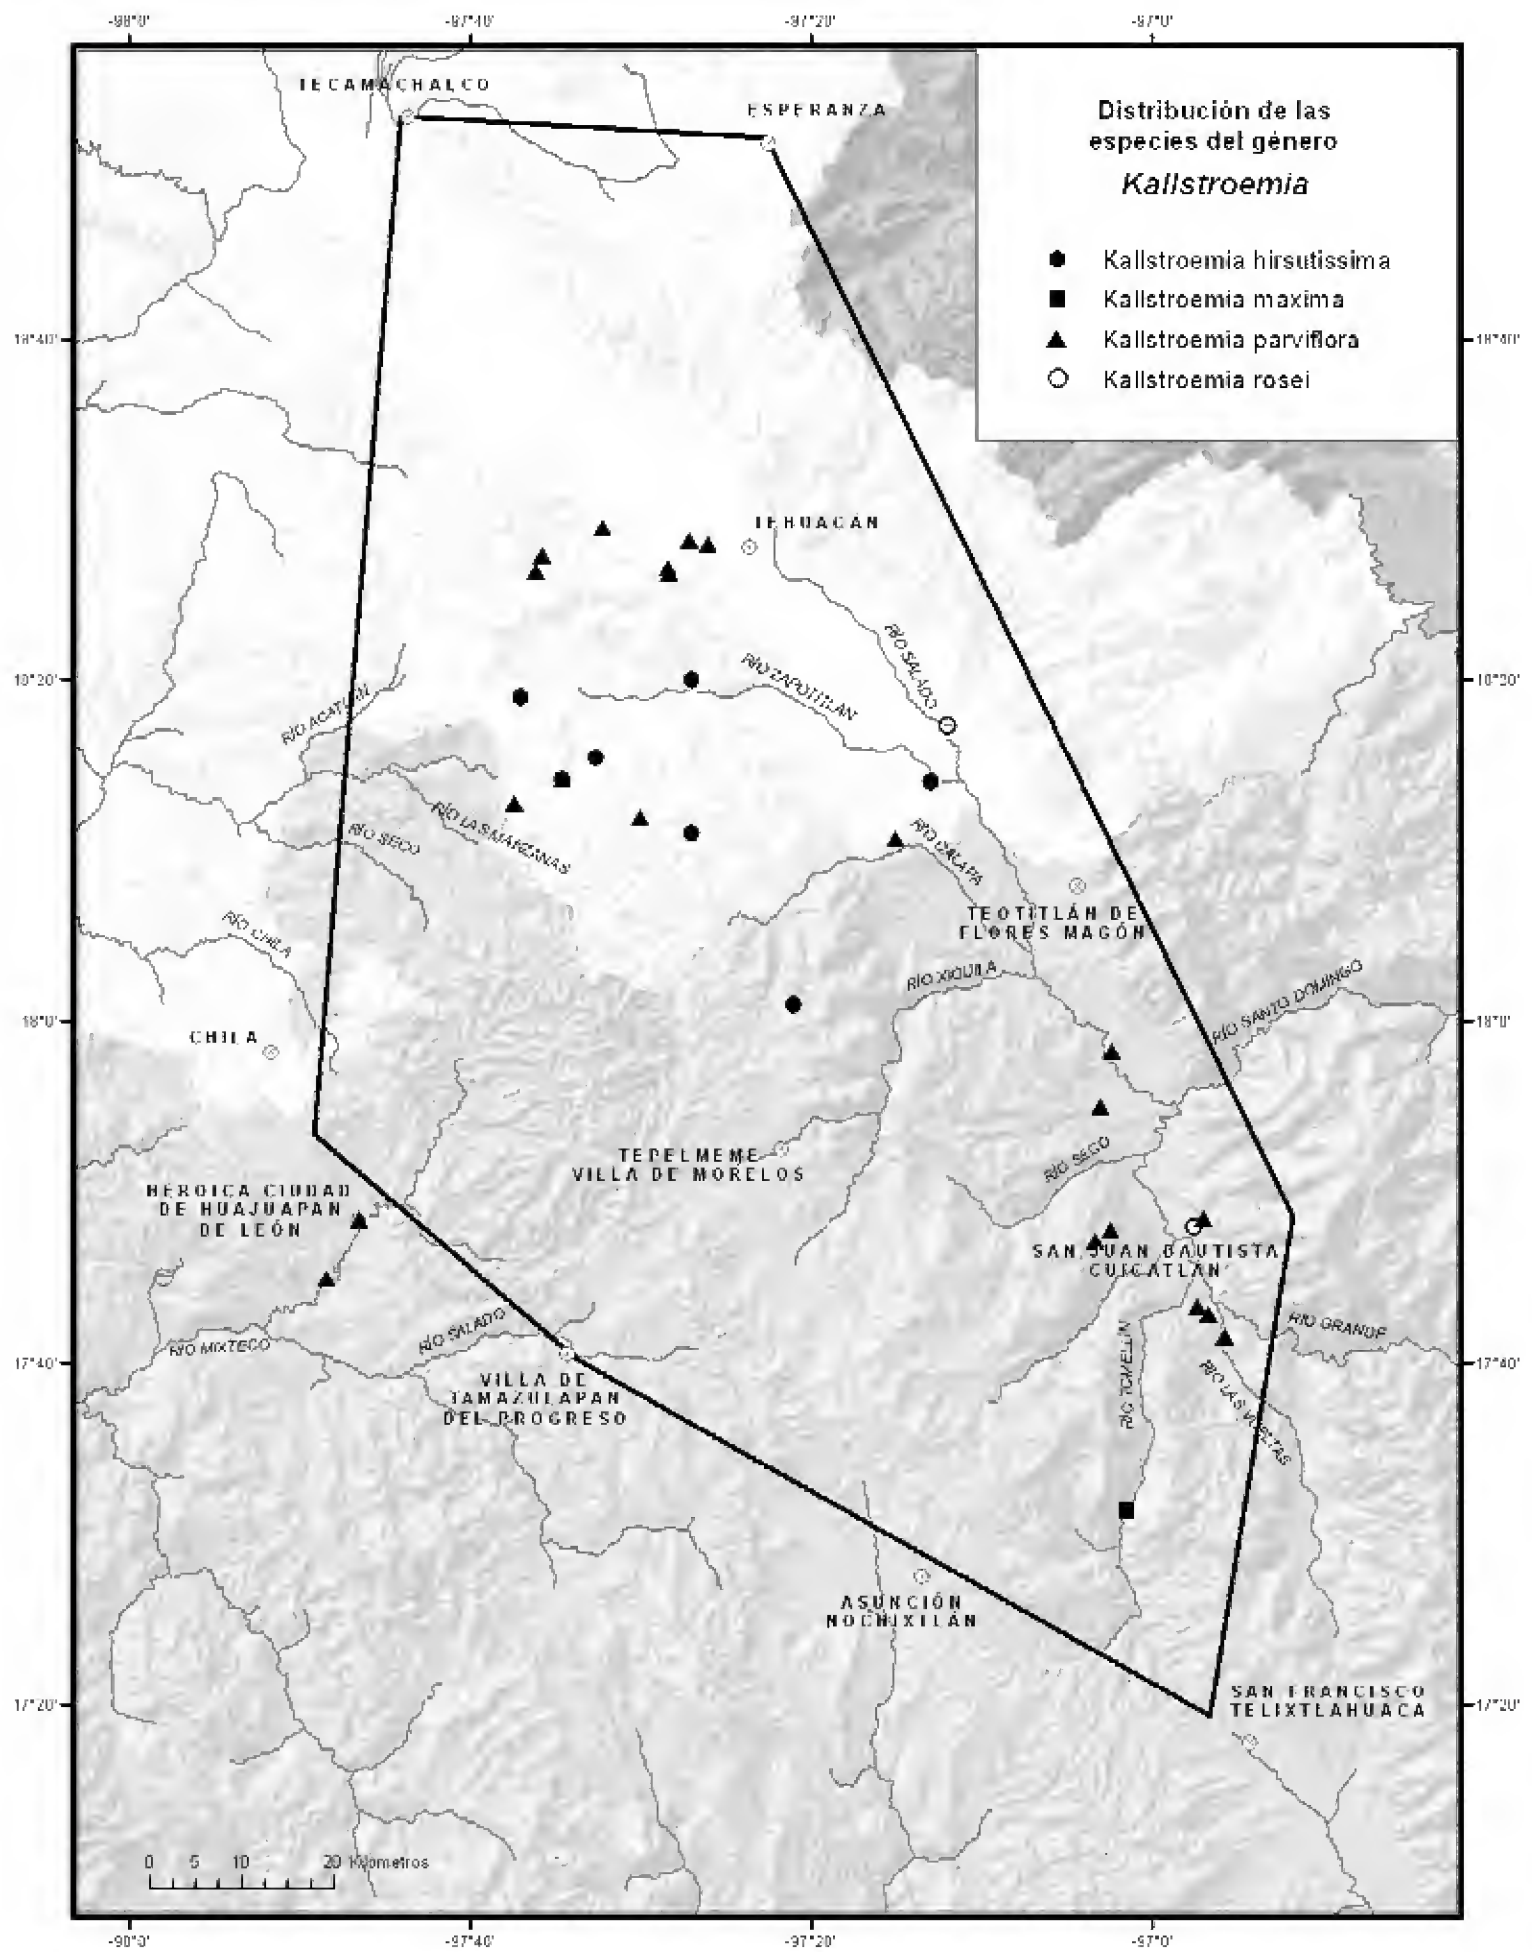 -98°0'
-97°40'
-97°20'
-97°0'
TECAMACHALCO
ESPERANZA
Distribución de las
especies del género
Kallstroemia
Kallstroemia hirsutissima
Kallstroemia maxima
Kallstroemia parviflora
Kallstroemia rosei
18°40'
18°40'
TEHUACÁN
RÍO SALADO
RÍO ZAPOTITLÁN
18°20'
18°20'
RÍO ACATLÁN
RÍO LAS MANZANAS
RÍO SECO
RÍO CALAPA
TEOTITLÁN DE
FLORES MAGÓN
RÍO CHILA
RÍO XIQUILA
RÍO SANTO DOMINGO
18°0'
18°0'
CHILA
TEPELMEME
VILLA DE MORELOS
RÍO SECO
HEROICA CIUDAD
DE HUAJUAPAN
DE LEÓN
SAN JUAN BAUTISTA
CUICATLÁN
RÍO GRANDE
RÍO SALADO
RÍO MIXTECO
RÍO TOMELLÍN
RÍO LAS VUELTAS
17°40'
17°40'
VILLA DE
TAMAZULAPAN
DEL PROGRESO
ASUNCIÓN
NOCHIXTLÁN
SAN FRANCISCO
TELIXTLAHUACA
17°20'
17°20'
0 5 10 20 Kilometros
-98°0'
-97°40'
-97°20'
-97°0'